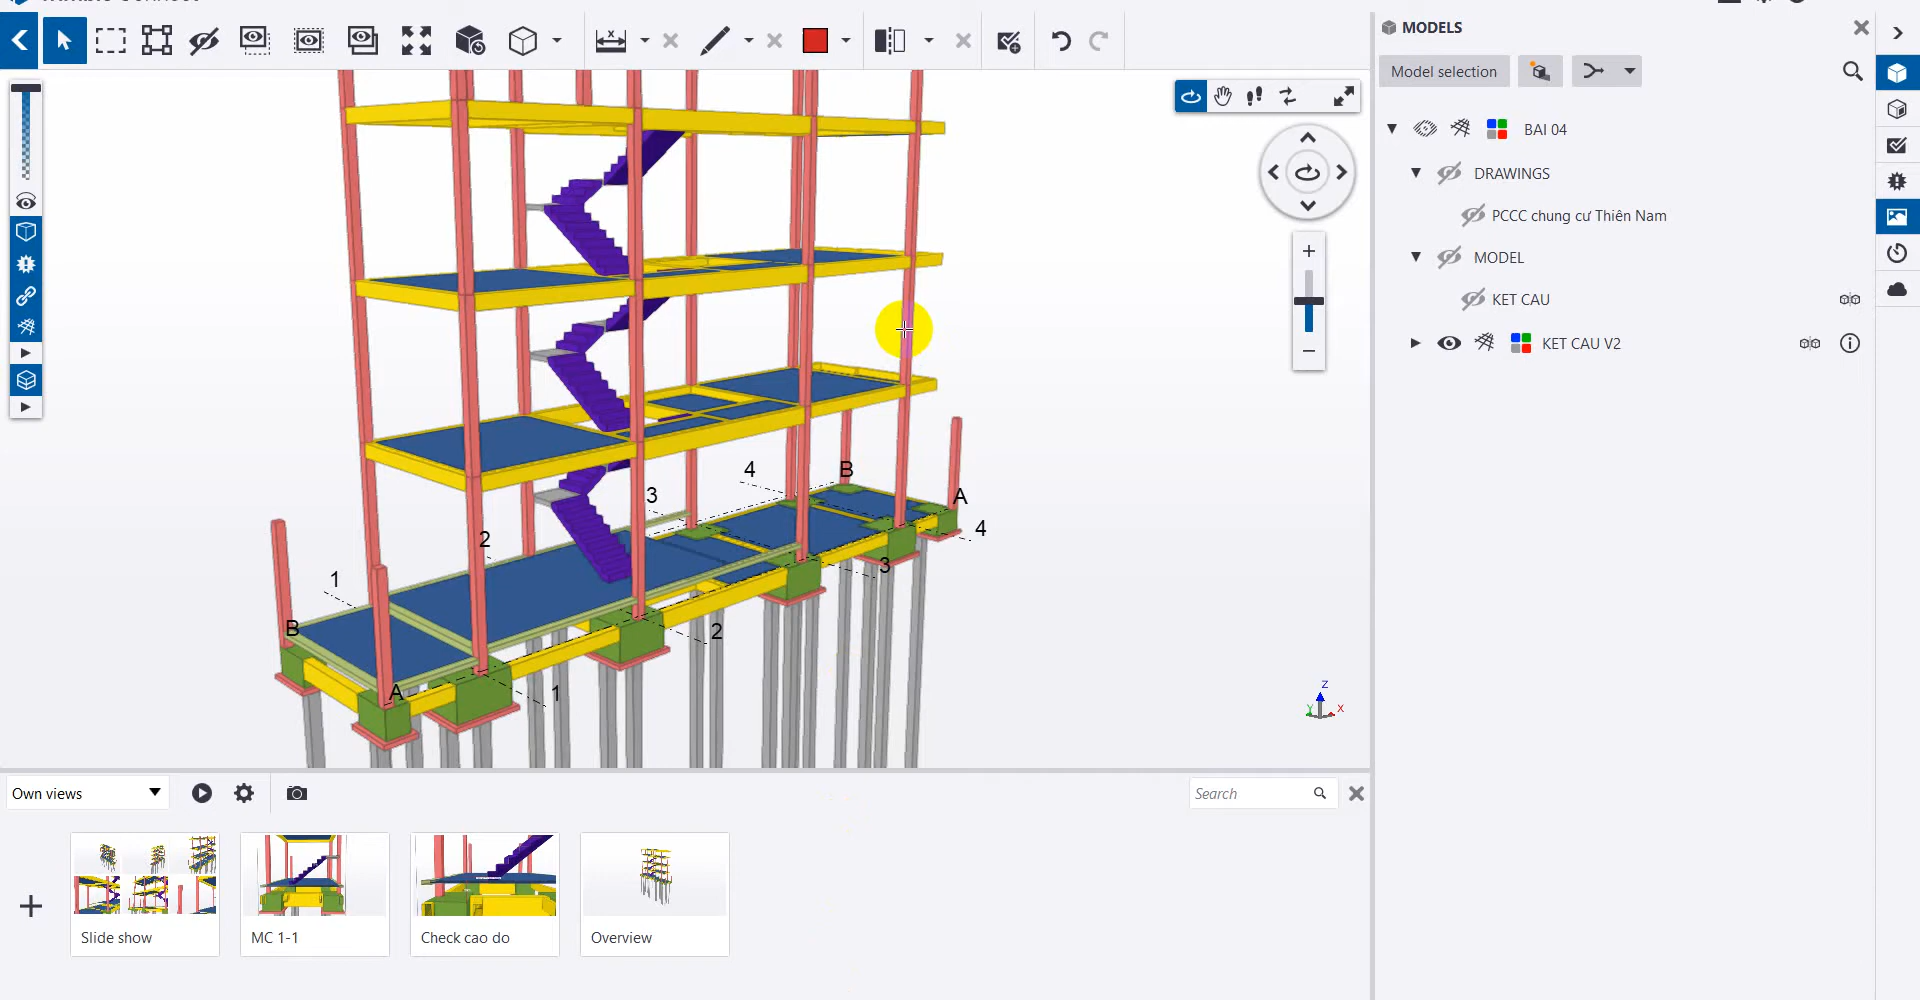 MODELS
Model selection
BAI 04
DRAWINGS
PCCC chung cư Thiên Nam
MODEL
KET CAU
KET CAU V2
4
B
3
A
2
4
1
3
B
2
A
1
Z
Y
X
Own views
Search
Slide show
MC 1-1
Check cao do
Overview